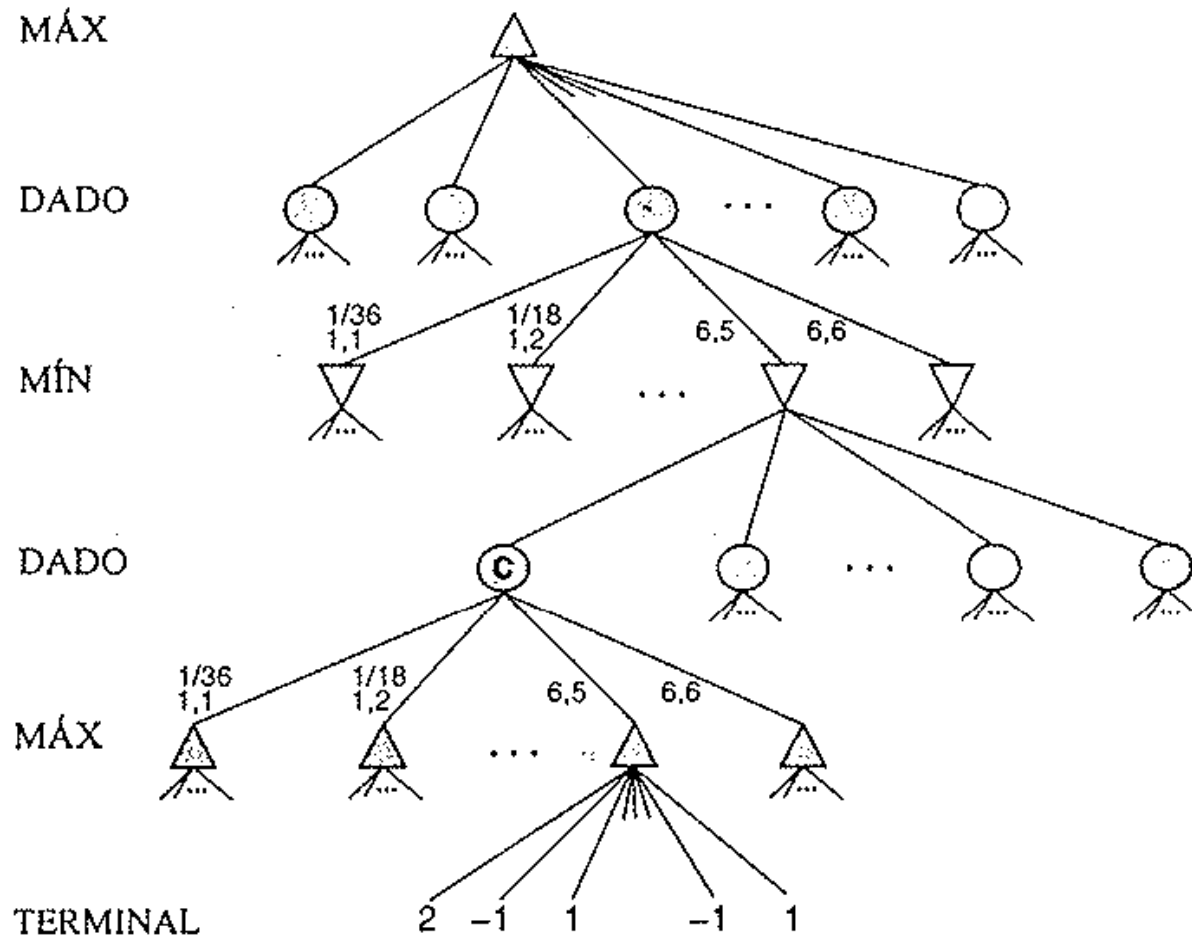 MÁX
DADO
...
1/36 1/18
1,1 1,2 6,5 6,6
MÍN
...
DADO C
...
1/36 1/18
1,1 1,2 6,5 6,6
MÁX
...
TERMINAL 2 −1 1 −1 1